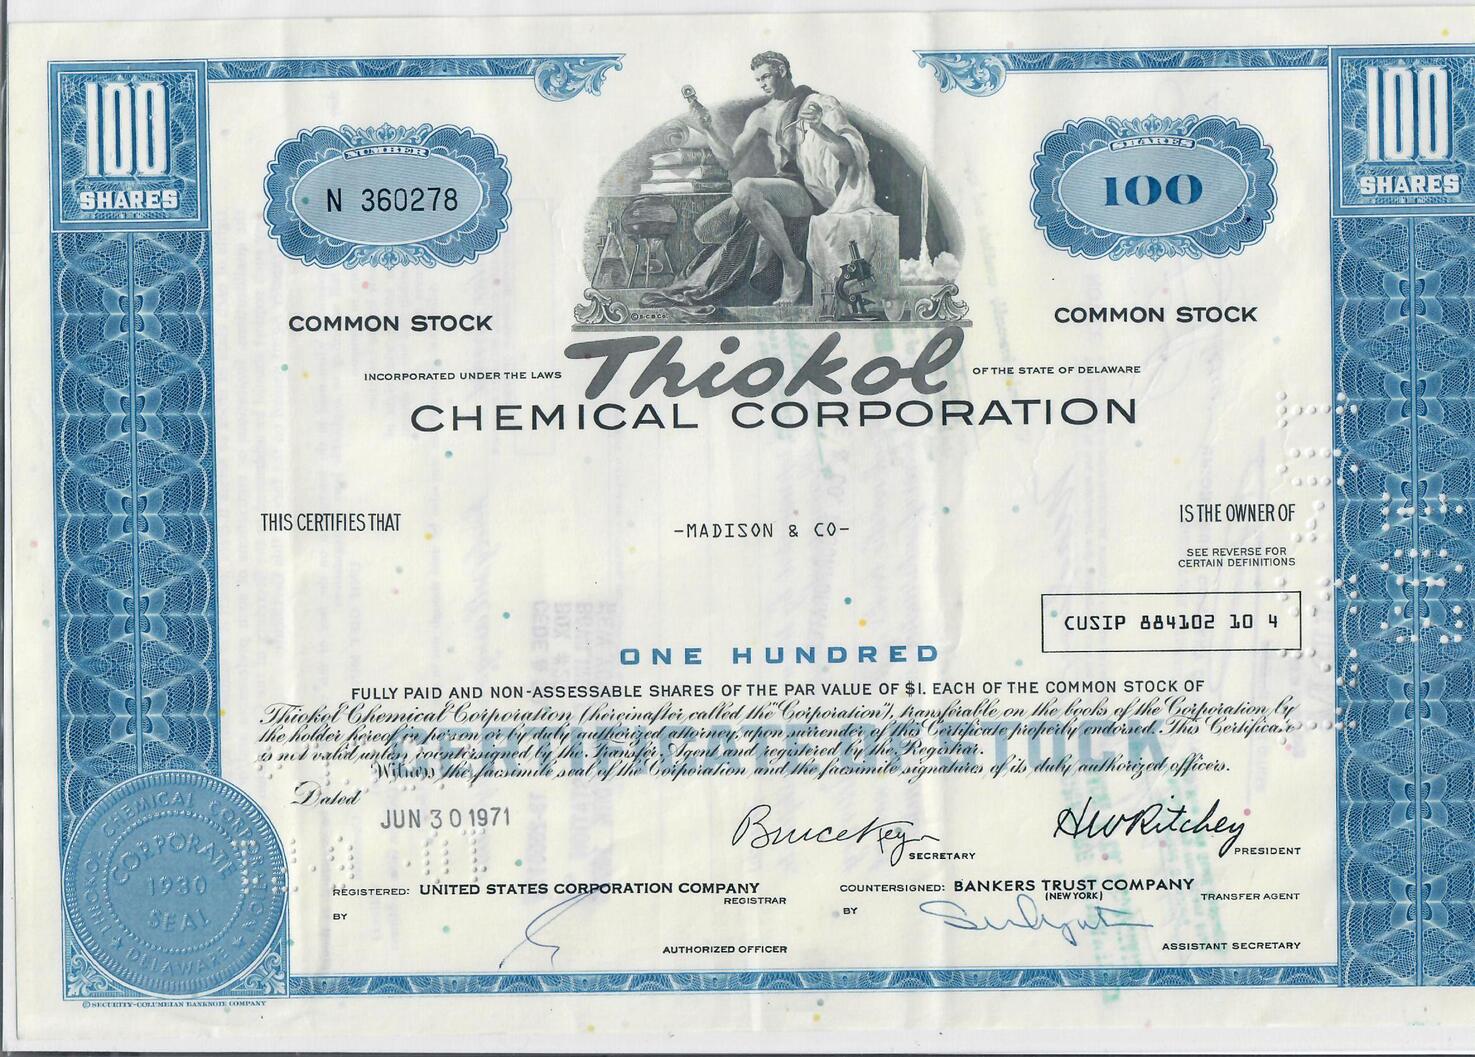 100 SHARES
NUMBER
N 360278
SHARES
100
100 SHARES
COMMON STOCK
COMMON STOCK
© S-C.B.CO.
INCORPORATED UNDER THE LAWS
Thiokol
OF THE STATE OF DELAWARE
CHEMICAL CORPORATION
THIS CERTIFIES THAT
-MADISON & CO-
IS THE OWNER OF
SEE REVERSE FOR
CERTAIN DEFINITIONS
CUSIP 884102 10 4
ONE HUNDRED
FULLY PAID AND NON-ASSESSABLE SHARES OF THE PAR VALUE OF $1. EACH OF THE COMMON STOCK OF
Thiokol Chemical Corporation (hereinafter called the "Corporation"), transferable on the books of the Corporation by
the holder hereof in person or by duly authorized attorney, upon surrender of this Certificate properly endorsed. This Certificate
is not valid unless countersigned by the Transfer Agent and registered by the Registrar.
Witness the facsimile seal of the Corporation and the facsimile signatures of its duly authorized officers.
Dated
JUN 30 1971
Bruce Keyn
SECRETARY
HW Ritchey
PRESIDENT
THIOKOL CHEMICAL CORPORATION
CORPORATE
1930
SEAL
★ DELAWARE ★
REGISTERED: UNITED STATES CORPORATION COMPANY
REGISTRAR
BY
AUTHORIZED OFFICER
COUNTERSIGNED: BANKERS TRUST COMPANY
(NEW YORK)
TRANSFER AGENT
BY
ASSISTANT SECRETARY
© SECURITY-COLUMBIAN BANKNOTE COMPANY